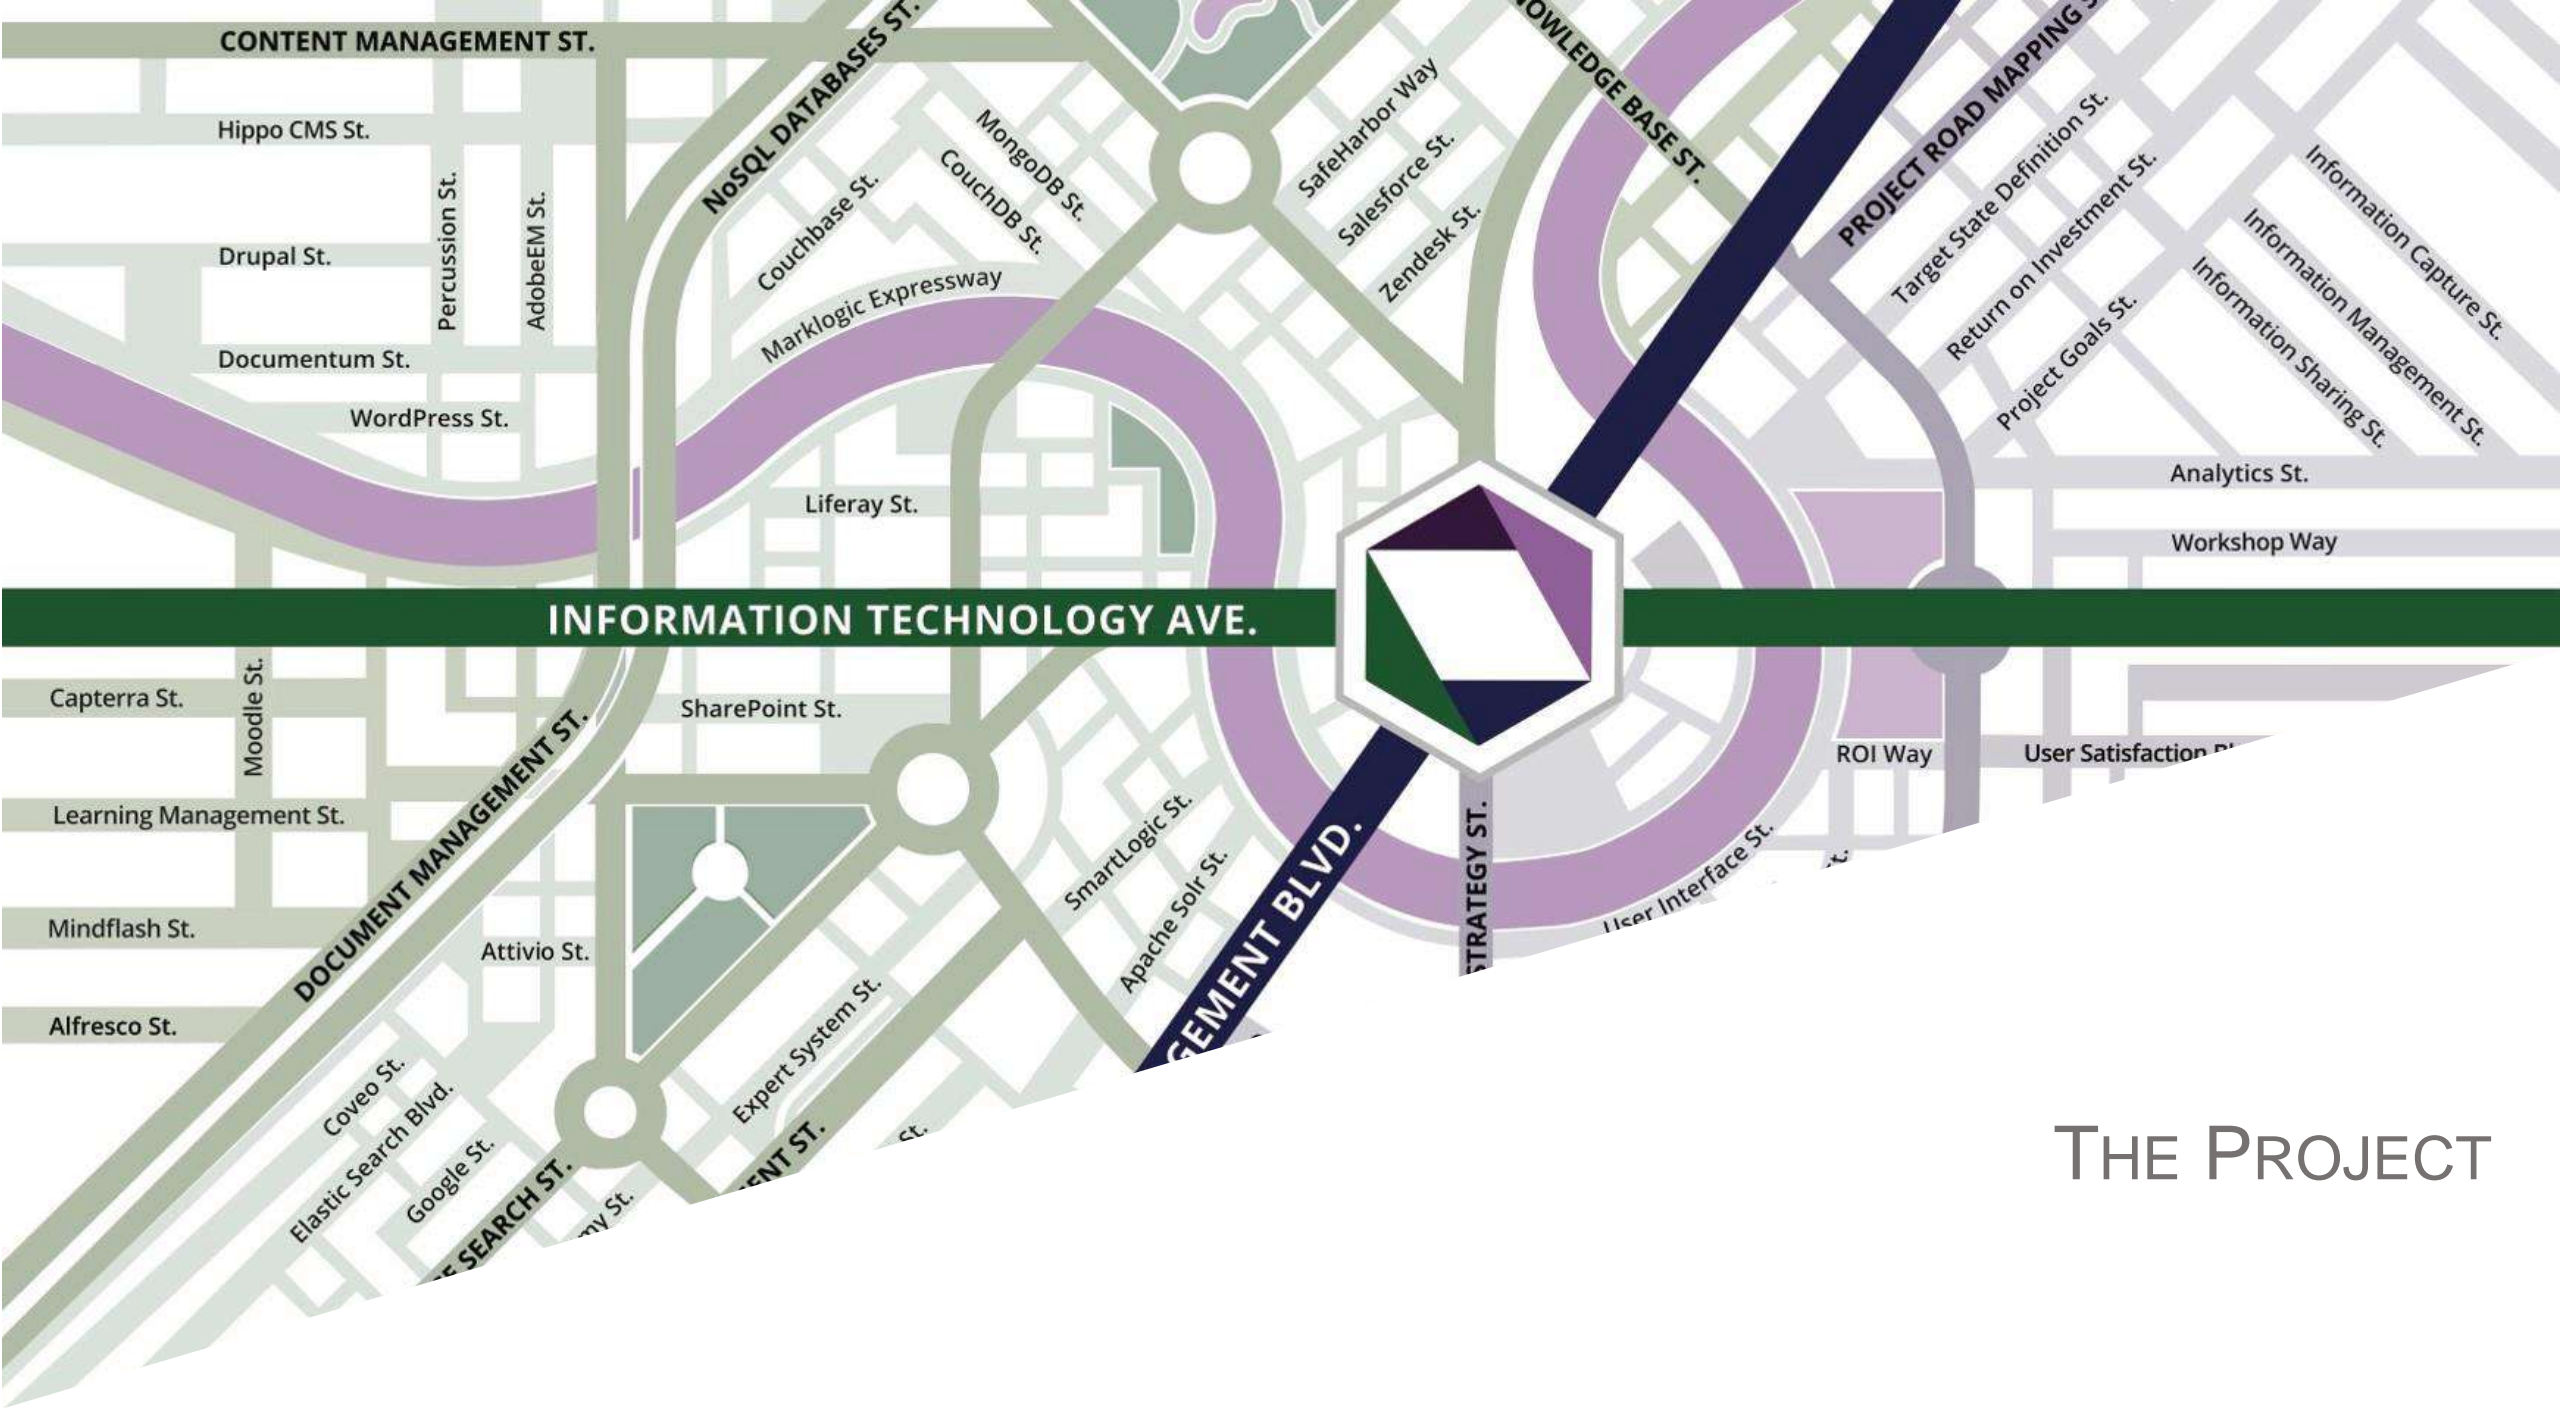 CONTENT MANAGEMENT ST.
NoSQL DATABASES ST.
PROJECT ROAD MAPPING
BASE ST.
Hippo CMS St.
MongoDB St.
CouchDB St.
Couchbase St.
SafeHarbor Way
Salesforce St.
Zendesk St.
Target State Definition St.
Return on Investment St.
Project Goals St.
Information Capture St.
Information Management St.
Information Sharing St.
Percussion St.
AdobeEM St.
Drupal St.
Marklogic Expressway
Documentum St.
WordPress St.
Liferay St.
Analytics St.
Workshop Way
INFORMATION TECHNOLOGY AVE.
Capterra St.
Moodle St.
SharePoint St.
ROI Way
User Satisfaction
Learning Management St.
DOCUMENT MANAGEMENT ST.
SmartLogic St.
Apache Solr St.
BLVD.
STRATEGY ST.
User Interface St.
Mindflash St.
Attivio St.
Alfresco St.
Expert System St.
Coveo St.
Elastic Search Blvd.
Google St.
SEARCH ST.
ST.
St.
St.
THE PROJECT